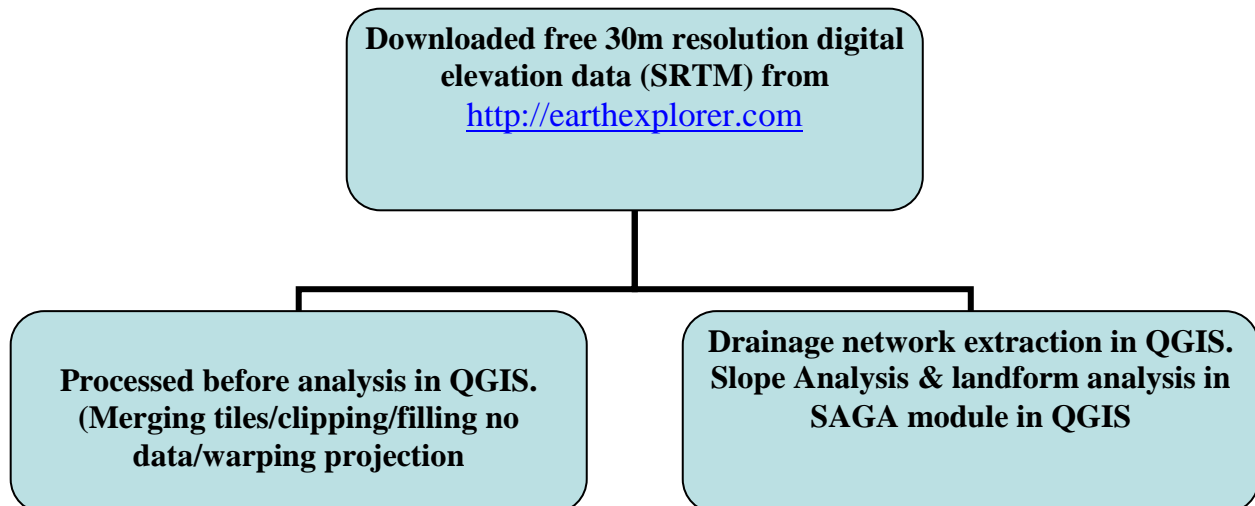 Downloaded free 30m resolution digital
elevation data (SRTM) from
http://earthexplorer.com
Processed before analysis in QGIS.
(Merging tiles/clipping/filling no
data/warping projection
Drainage network extraction in QGIS.
Slope Analysis & landform analysis in
SAGA module in QGIS